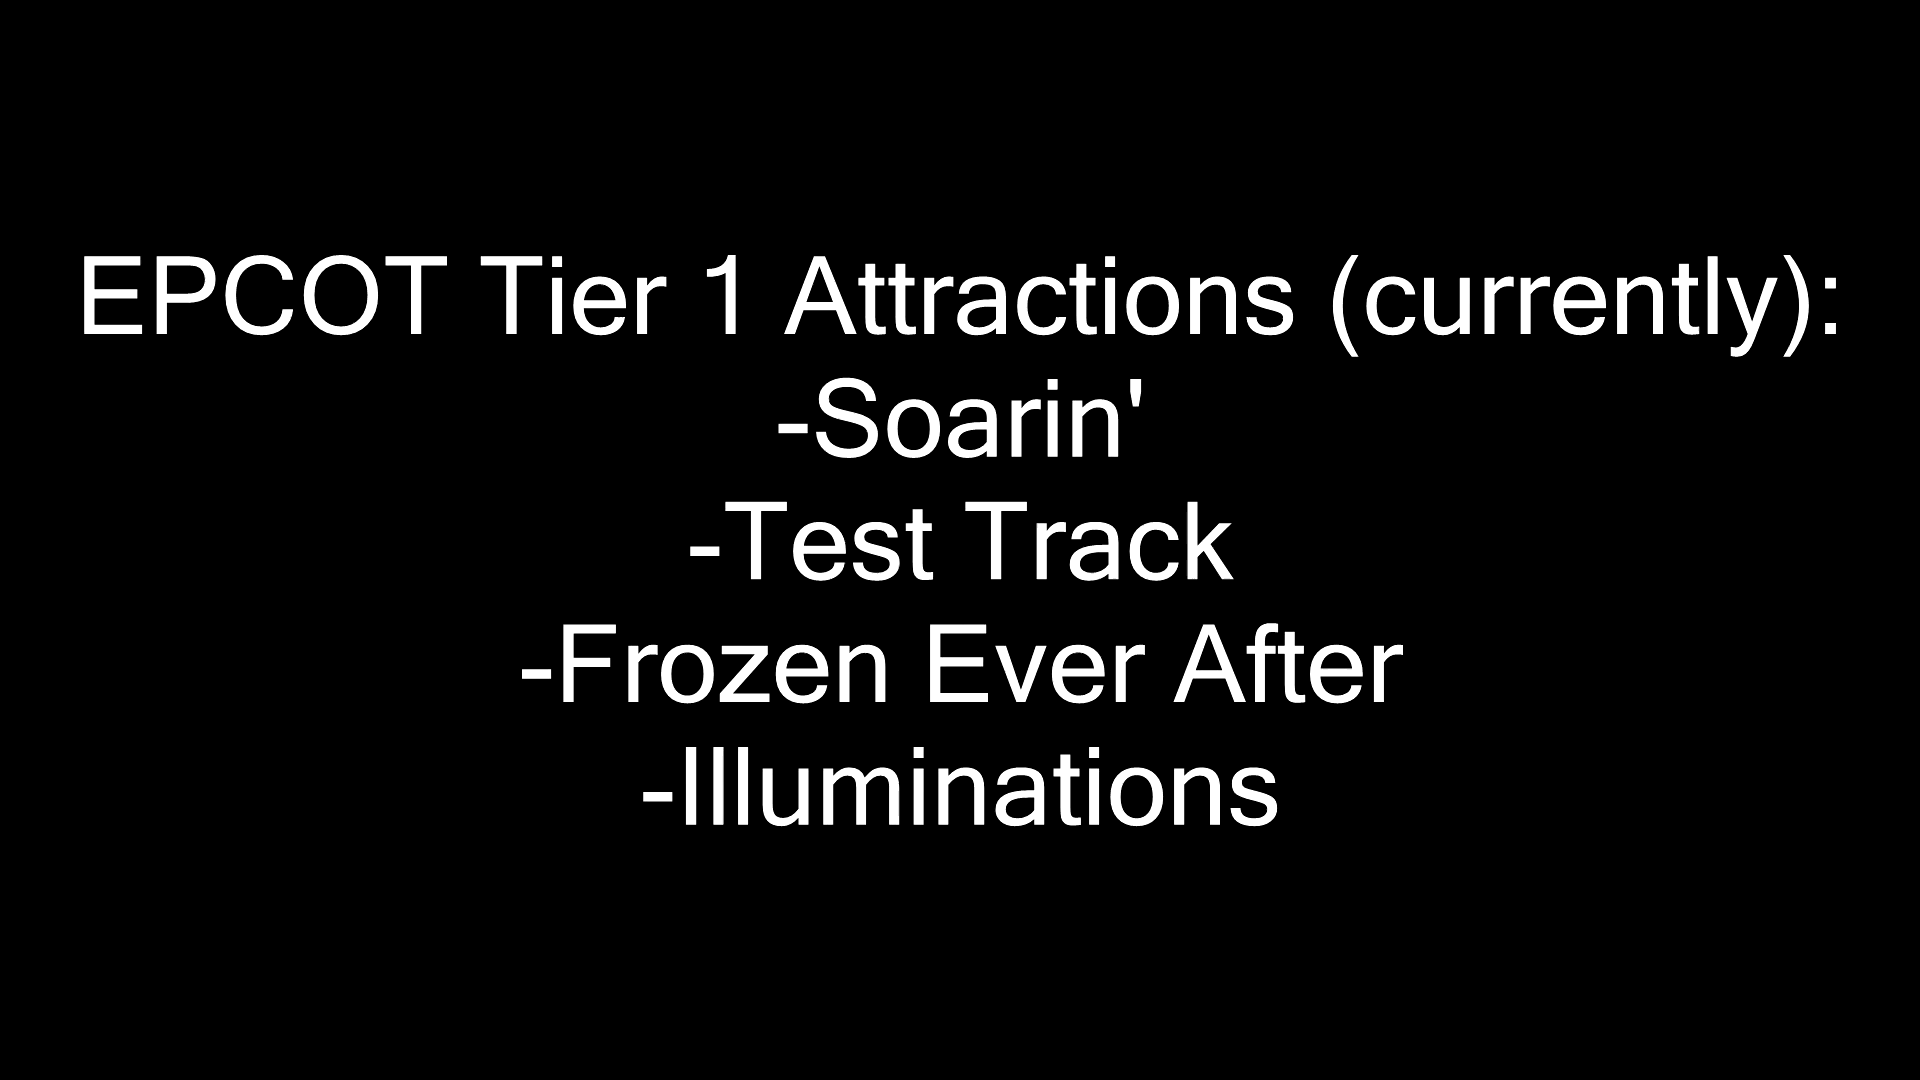 EPCOT Tier 1 Attractions (currently):
-Soarin'
-Test Track
-Frozen Ever After
-Illuminations